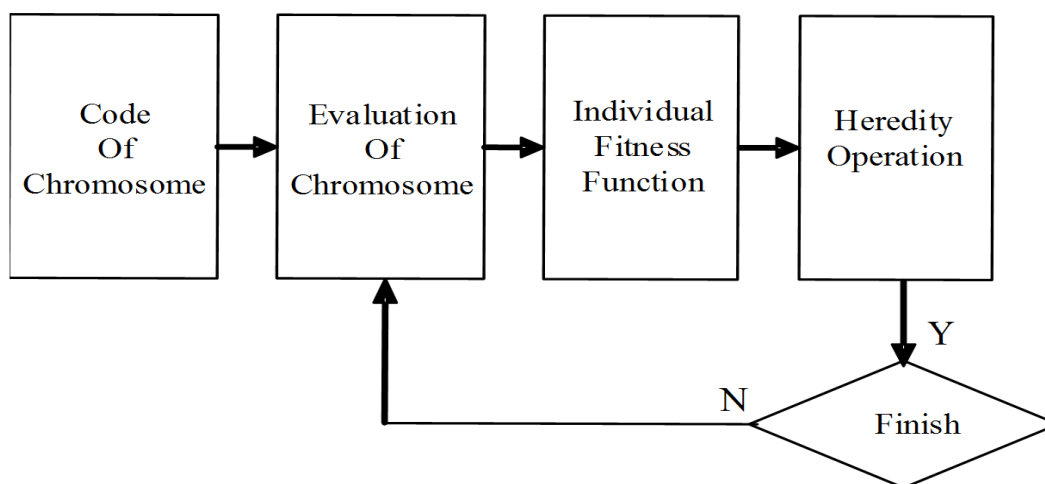 Code
Of
Chromosome
Evaluation
Of
Chromosome
Individual
Fitness
Function
Heredity
Operation
Y
N
Finish